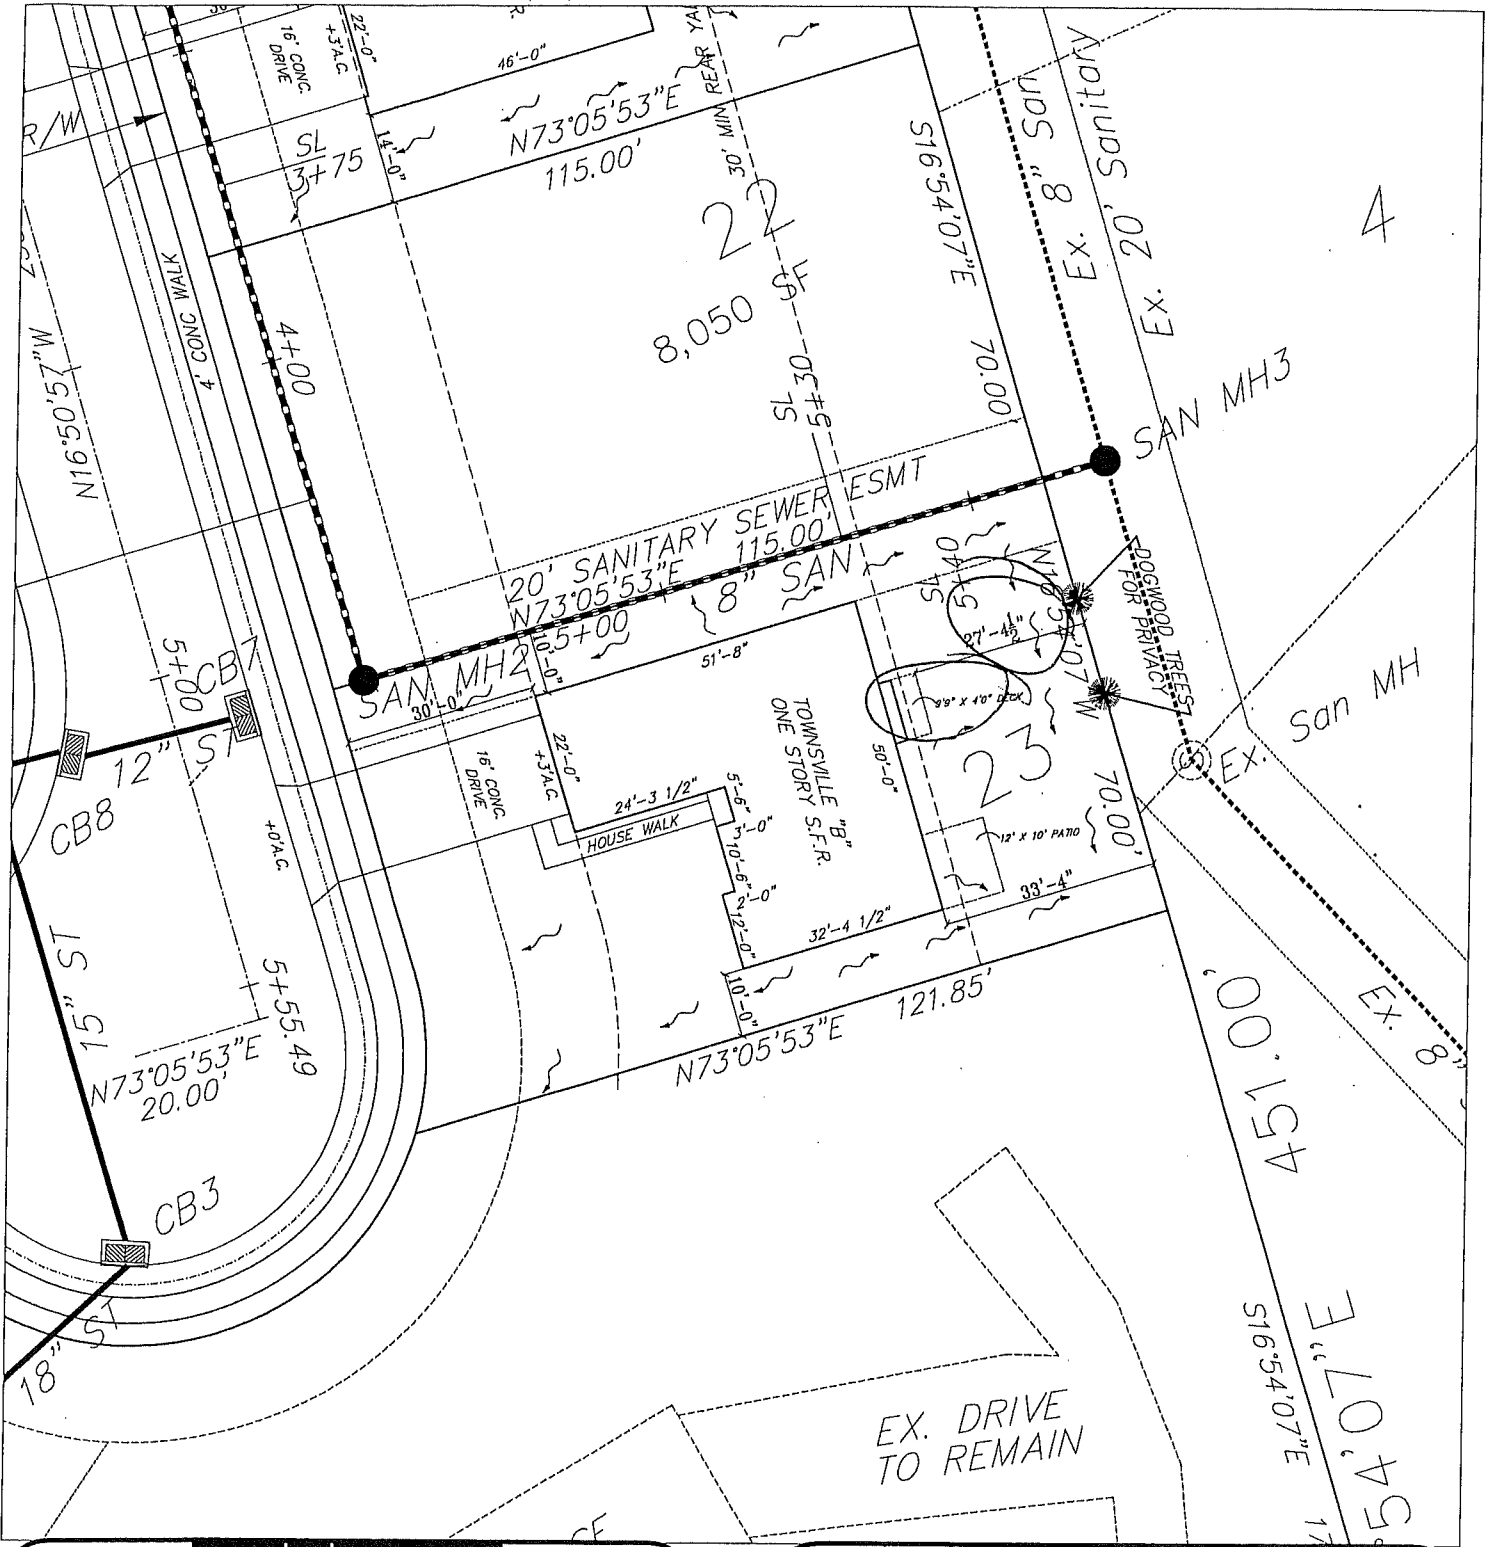 16' CONC.
DRIVE
22'-0"
+3'A.G.
46'-0"
R/W
SL
3+75
14'-0"
N73°05'53"E
115.00'
30' MIN REAR YA
S16°54'07"E
70.00'
Ex. 8" San
Ex. 20' Sanitary
4
22
8,050 SF
4' CONC WALK
4+00
N16°50'57"W
SL
5+30
SAN MH3
20' SANITARY SEWER ESMT
N73°05'53"E
115.00'
5+00
8" SAN
SAN MH2
30'-0"
10'-0"
51'-8"
SL
5+40
27'-4½"
DOGWOOD TREES
FOR PRIVACY
70.00'
Ex. San MH
5+00
CB7
12" ST
CB8
+0'A.G.
16' CONC.
DRIVE
22'-0"
+3'A.G.
24'-3 1/2"
HOUSE WALK
5'-6"
3'-0"
10'-6"
2'-0"
12'-0"
TOWNSVILLE "B"
ONE STORY S.F.R.
50'-0"
23
12' X 10' PATIO
33'-4"
32'-4 1/2"
10'-0"
121.85'
N73°05'53"E
15" ST
5+55.49
N73°05'53"E
20.00'
CB3
18" ST
Ex. 8"
451.00'
S16°54'07"E
54'07"E
EX. DRIVE
TO REMAIN